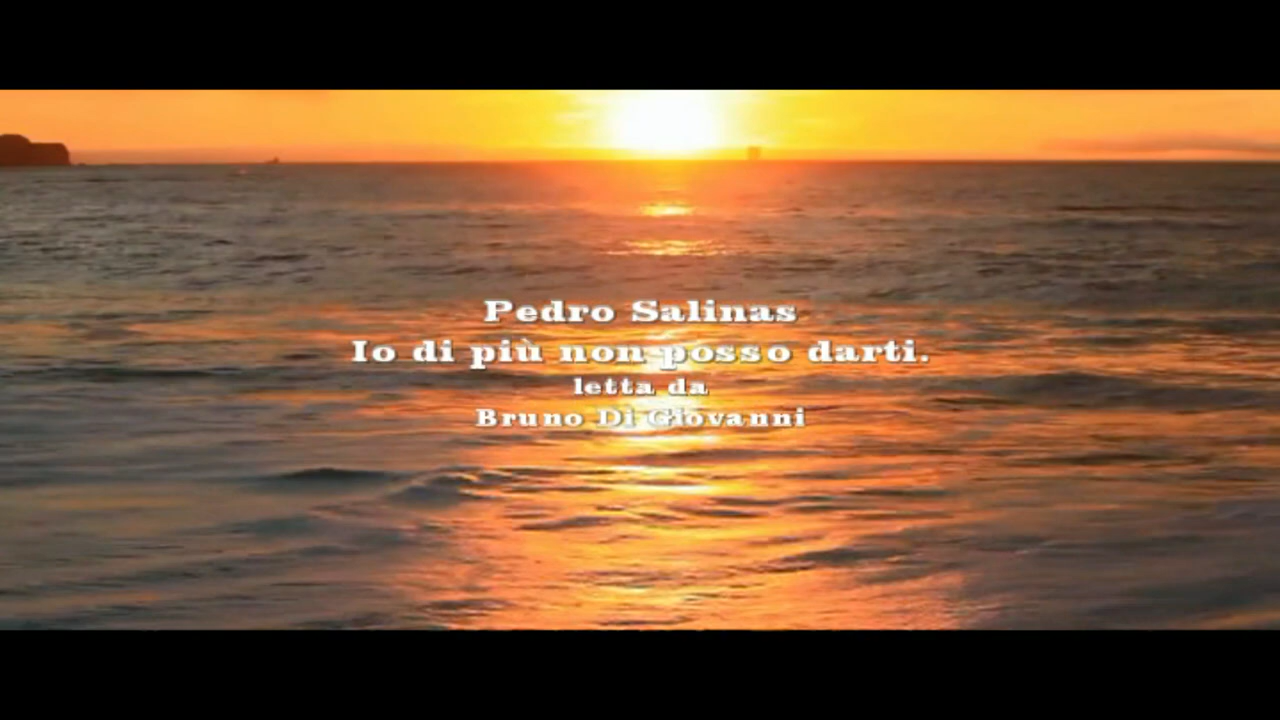 Pedro Salinas
Io di più non posso darti.
letta da
Bruno Di Giovanni